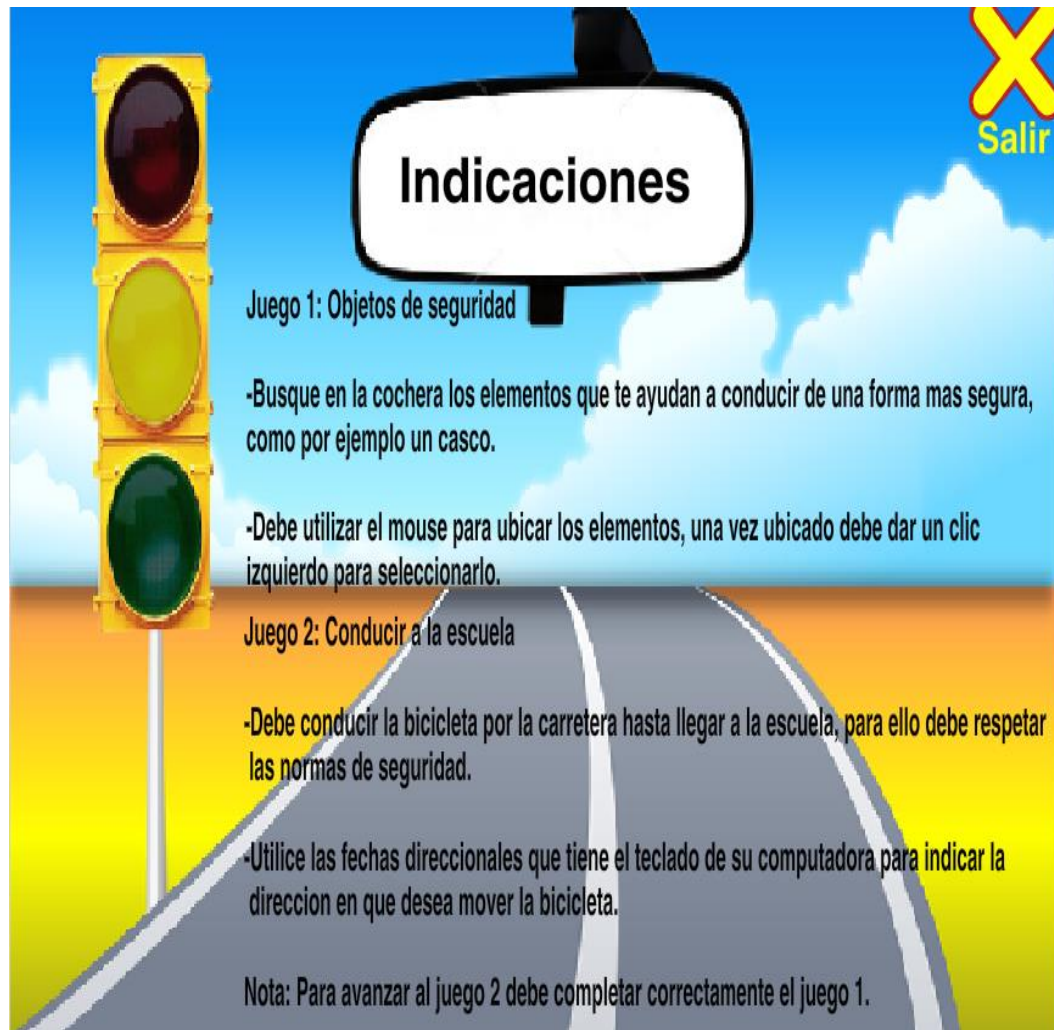 Salir
Indicaciones
Juego 1: Objetos de seguridad
-Busque en la cochera los elementos que te ayudan a conducir de una forma mas segura,
como por ejemplo un casco.
-Debe utilizar el mouse para ubicar los elementos, una vez ubicado debe dar un clic
izquierdo para seleccionarlo.
Juego 2: Conducir a la escuela
-Debe conducir la bicicleta por la carretera hasta llegar a la escuela, para ello debe respetar
las normas de seguridad.
-Utilice las fechas direccionales que tiene el teclado de su computadora para indicar la
direccion en que desea mover la bicicleta.
Nota: Para avanzar al juego 2 debe completar correctamente el juego 1.